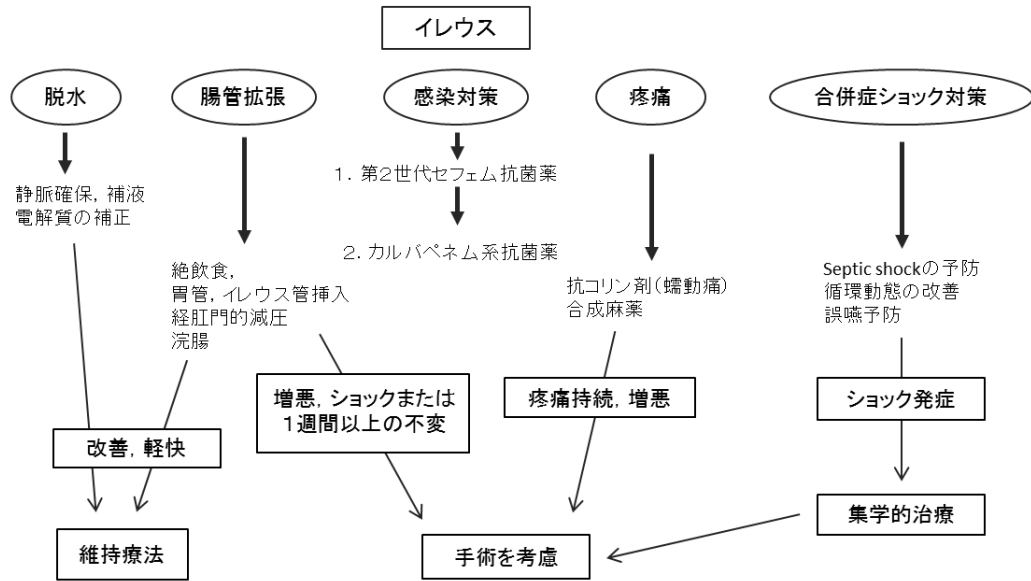 イレウス
脱水
腸管拡張
感染対策
疼痛
合併症ショック対策
静脈確保, 補液
電解質の補正
絶飲食,
胃管, イレウス管挿入
経肛門的減圧
浣腸
1. 第2世代セフェム抗菌薬
2. カルバペネム系抗菌薬
抗コリン剤(蠕動痛)
合成麻薬
Septic shockの予防
循環動態の改善
誤嚥予防
改善, 軽快
増悪, ショックまたは
1週間以上の不変
疼痛持続, 増悪
ショック発症
維持療法
手術を考慮
集学的治療